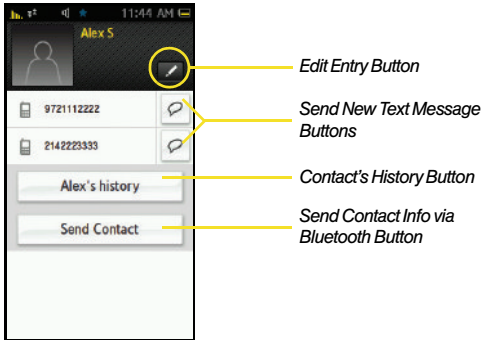 11:44 AM
Alex S
Edit Entry Button
9721112222
Send New Text Message
Buttons
2142223333
Alex's history
Contact's History Button
Send Contact
Send Contact Info via
Bluetooth Button